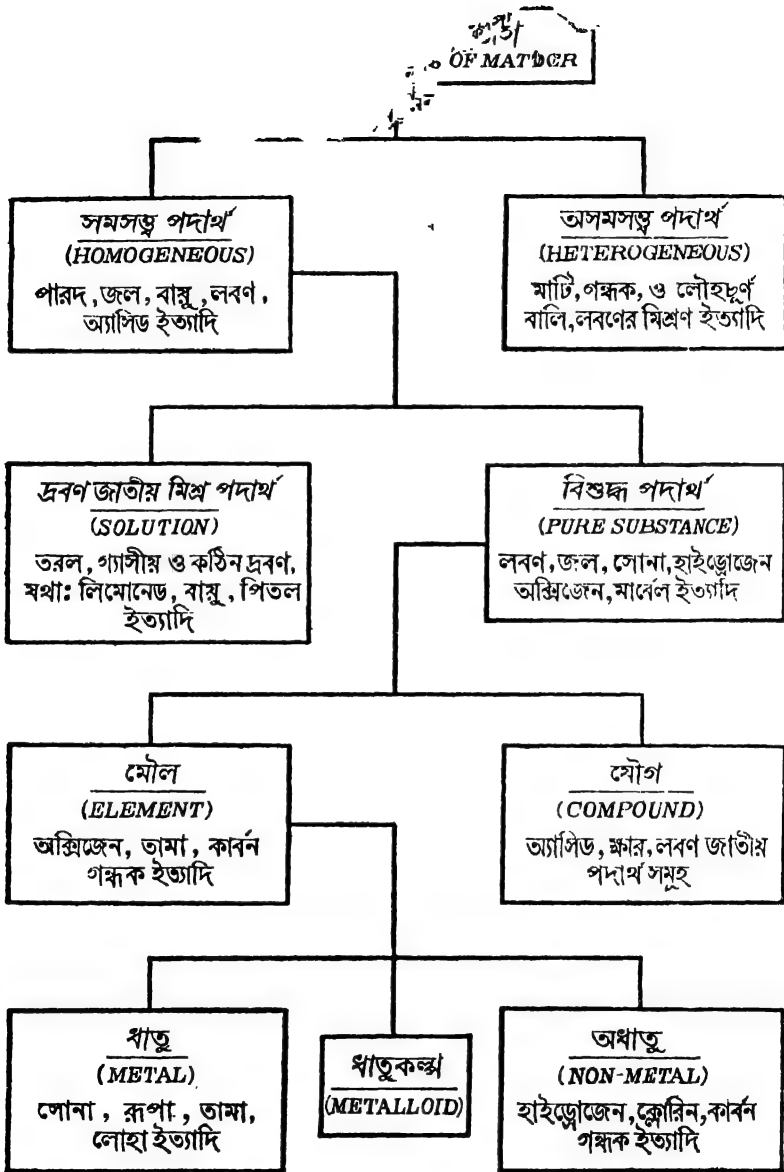 OF MATTER
সমসত্ত্ব পদার্থ
(HOMOGENEOUS)
পারদ, জল, বায়ু, লবণ,
অ্যাসিড ইত্যাদি
অসমসত্ত্ব পদার্থ
(HETEROGENEOUS)
মাটি, গন্ধক, ও লৌহচূর্ণ
বালি, লবণের মিশ্রণ ইত্যাদি
দ্রবণ জাতীয় মিশ্র পদার্থ
(SOLUTION)
তরল, গ্যাসীয় ও কঠিন দ্রবণ,
যথা: লিমোনেড, বায়ু, পিতল
ইত্যাদি
বিশুদ্ধ পদার্থ
(PURE SUBSTANCE)
লবণ, জল, সোনা, হাইড্রোজেন
অক্সিজেন, মার্বেল ইত্যাদি
মৌল
(ELEMENT)
অক্সিজেন, তামা, কার্বন
গন্ধক ইত্যাদি
যৌগ
(COMPOUND)
অ্যাসিড, ক্ষার, লবণ জাতীয়
পদার্থ সমূহ
ধাতু
(METAL)
সোনা, রূপা, তামা,
লোহা ইত্যাদি
ধাতুকল্প
(METALLOID)
অধাতু
(NON-METAL)
হাইড্রোজেন, ক্লোরিন, কার্বন
গন্ধক ইত্যাদি